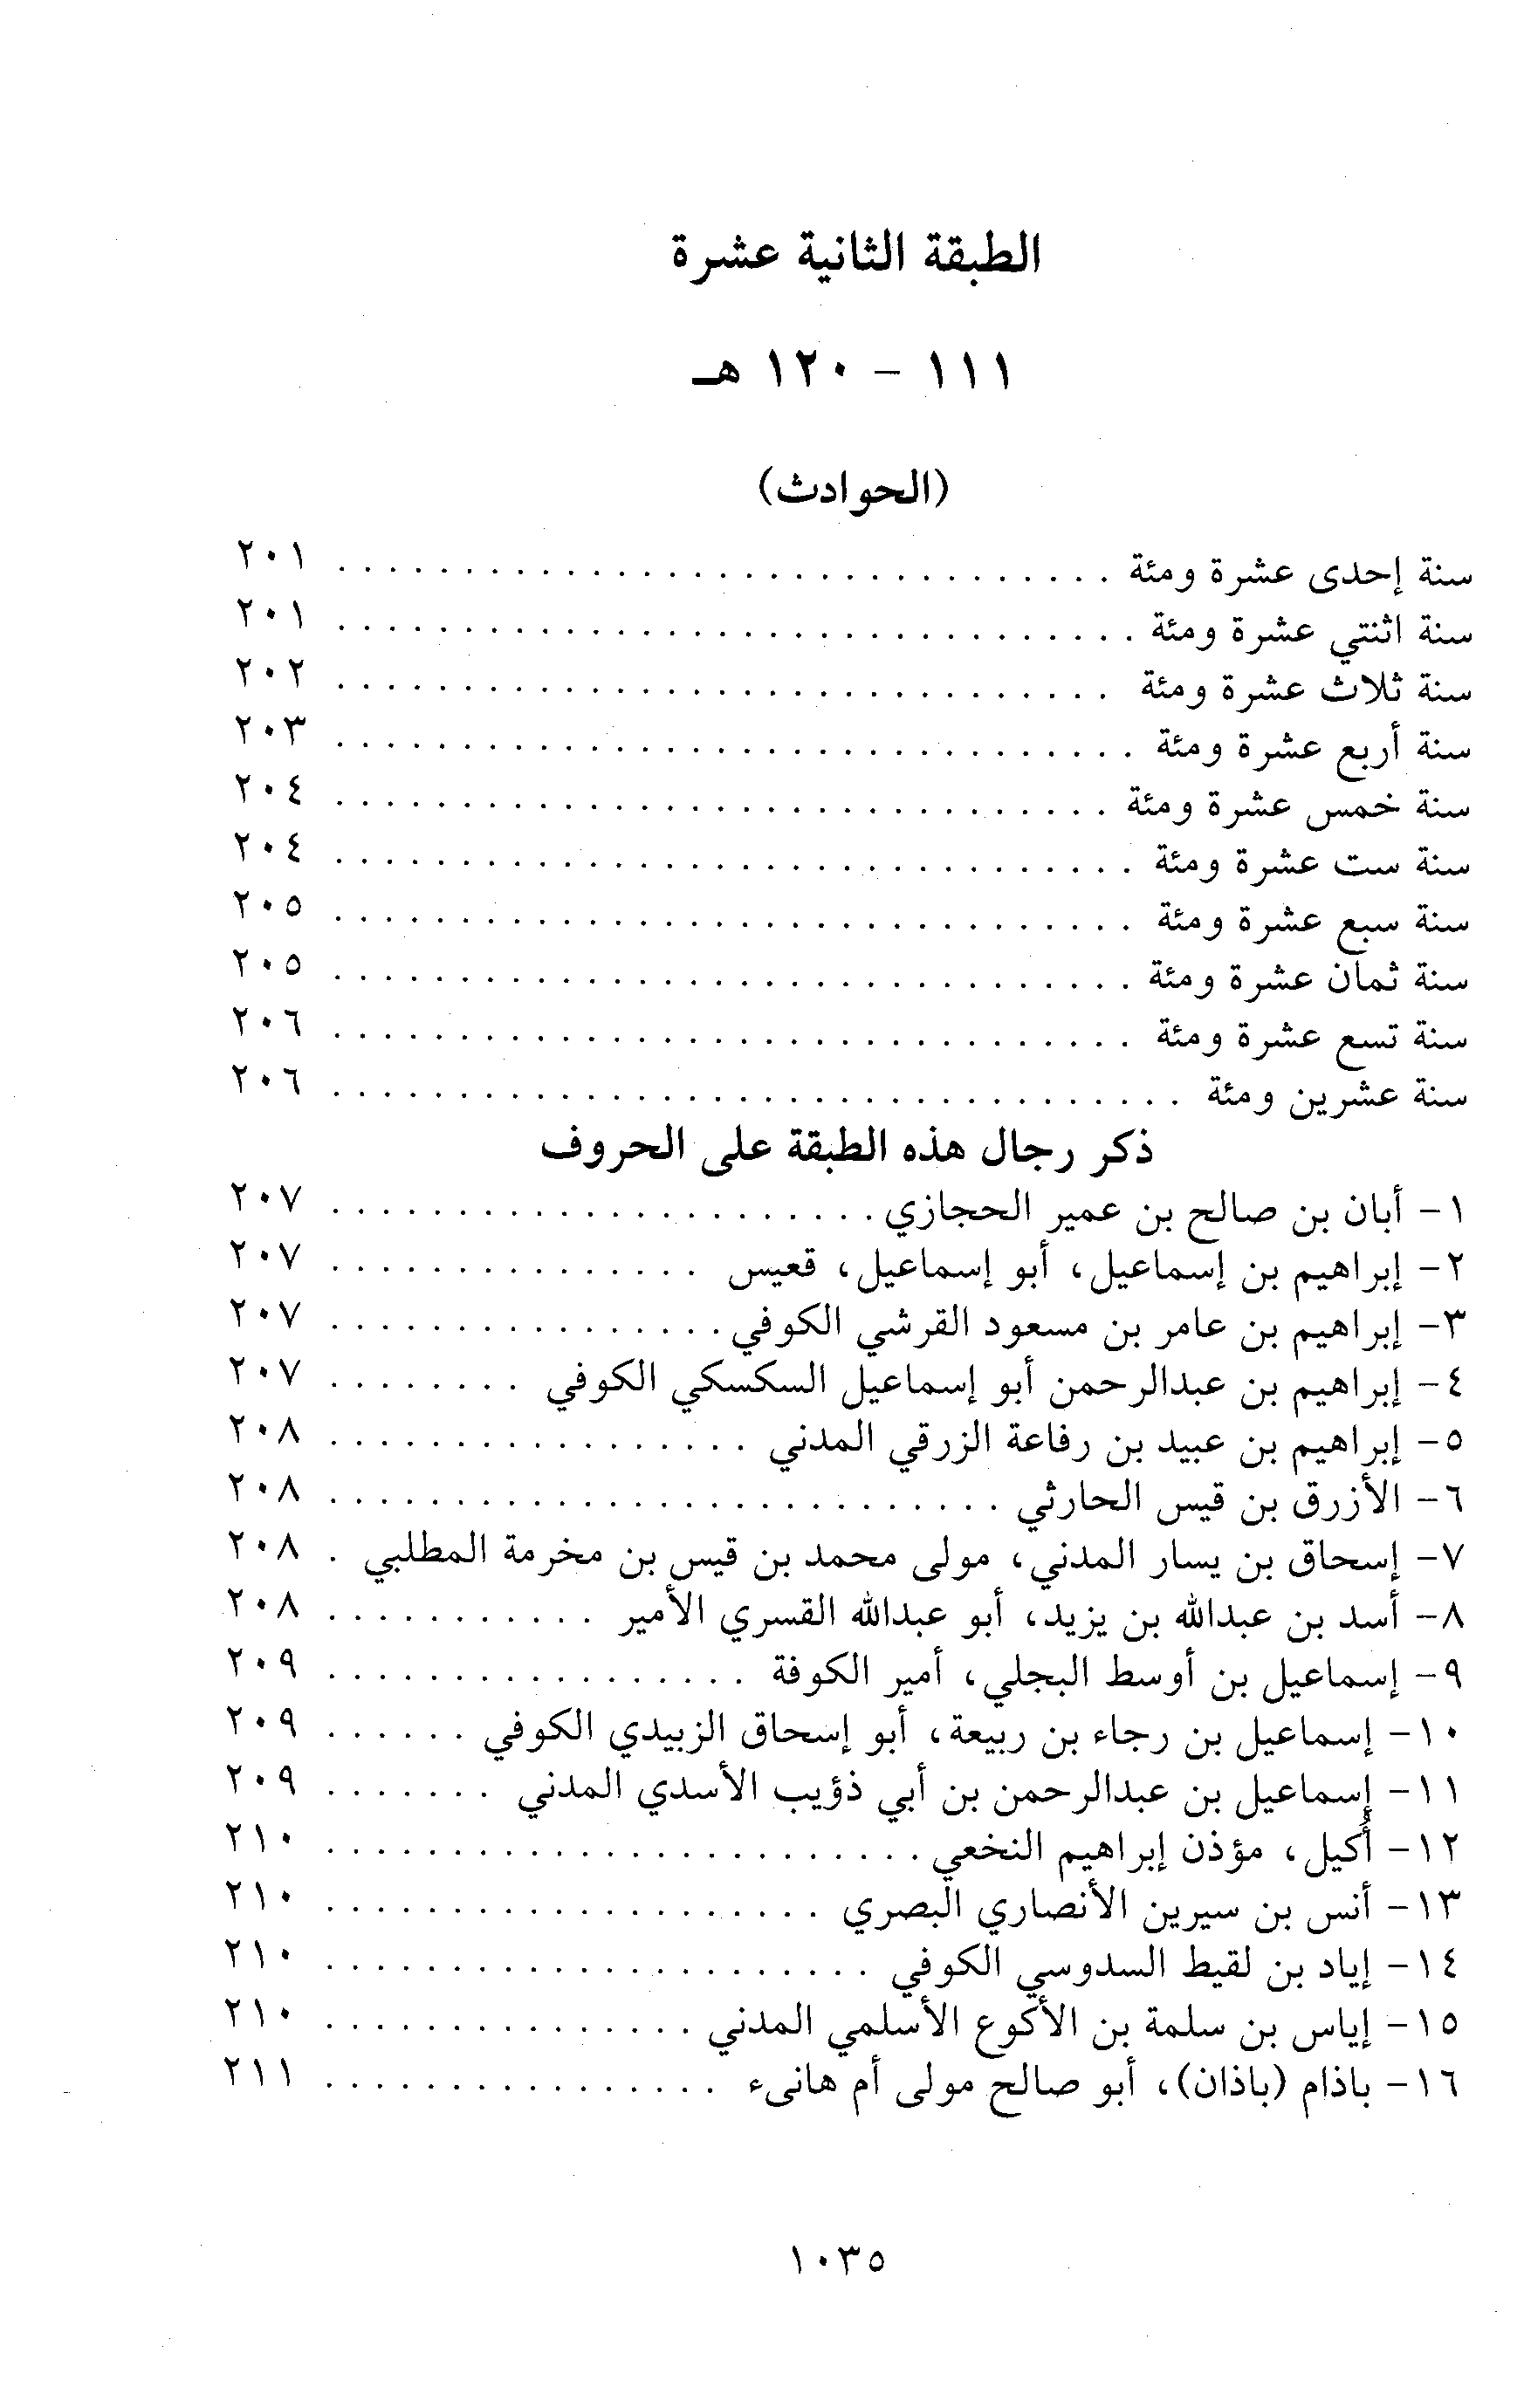 الطبقة الثانية عشرة
١١١ - ١٢٠ هـ
(الحوادث)
سنة إحدى عشرة ومئة . . . . . . . . . . . . . . . . . . . . . . . . . . . . . . ٢٠١
سنة اثنتي عشرة ومئة . . . . . . . . . . . . . . . . . . . . . . . . . . . . . . . ٢٠١
سنة ثلاث عشرة ومئة . . . . . . . . . . . . . . . . . . . . . . . . . . . . . . ٢٠٢
سنة أربع عشرة ومئة . . . . . . . . . . . . . . . . . . . . . . . . . . . . . . . ٢٠٣
سنة خمس عشرة ومئة . . . . . . . . . . . . . . . . . . . . . . . . . . . . . . ٢٠٤
سنة ست عشرة ومئة . . . . . . . . . . . . . . . . . . . . . . . . . . . . . . . ٢٠٤
سنة سبع عشرة ومئة . . . . . . . . . . . . . . . . . . . . . . . . . . . . . . . ٢٠٥
سنة ثمان عشرة ومئة . . . . . . . . . . . . . . . . . . . . . . . . . . . . . . . ٢٠٥
سنة تسع عشرة ومئة . . . . . . . . . . . . . . . . . . . . . . . . . . . . . . . ٢٠٦
سنة عشرين ومئة . . . . . . . . . . . . . . . . . . . . . . . . . . . . . . . . . ٢٠٦
ذكر رجال هذه الطبقة على الحروف
١- أبان بن صالح بن عمير الحجازي . . . . . . . . . . . . . . . . . . . . . . ٢٠٧
٢- إبراهيم بن إسماعيل، أبو إسماعيل، قعيس . . . . . . . . . . . . . . . ٢٠٧
٣- إبراهيم بن عامر بن مسعود القرشي الكوفي . . . . . . . . . . . . . . . . ٢٠٧
٤- إبراهيم بن عبدالرحمن أبو إسماعيل السكسكي الكوفي . . . . . . . . ٢٠٧
٥- إبراهيم بن عبيد بن رفاعة الزرقي المدني . . . . . . . . . . . . . . . . . ٢٠٨
٦- الأزرق بن قيس الحارثي . . . . . . . . . . . . . . . . . . . . . . . . . . . ٢٠٨
٧- إسحاق بن يسار المدني، مولى محمد بن قيس بن مخرمة المطلبي . ٢٠٨
٨- أسد بن عبدالله بن يزيد، أبو عبدالله القسري الأمير . . . . . . . . . . . ٢٠٨
٩- إسماعيل بن أوسط البجلي، أمير الكوفة . . . . . . . . . . . . . . . . . ٢٠٩
١٠- إسماعيل بن رجاء بن ربيعة، أبو إسحاق الزبيدي الكوفي . . . . . . ٢٠٩
١١- إسماعيل بن عبدالرحمن بن أبي ذؤيب الأسدي المدني . . . . . . . ٢٠٩
١٢- أُكيل، مؤذن إبراهيم النخعي . . . . . . . . . . . . . . . . . . . . . . . . ٢١٠
١٣- أنس بن سيرين الأنصاري البصري . . . . . . . . . . . . . . . . . . . . ٢١٠
١٤- إياد بن لقيط السدوسي الكوفي . . . . . . . . . . . . . . . . . . . . . . ٢١٠
١٥- إياس بن سلمة بن الأكوع الأسلمي المدني . . . . . . . . . . . . . . . ٢١٠
١٦- باذام (باذان)، أبو صالح مولى أم هانىء . . . . . . . . . . . . . . . . ٢١١
١٠٣٥